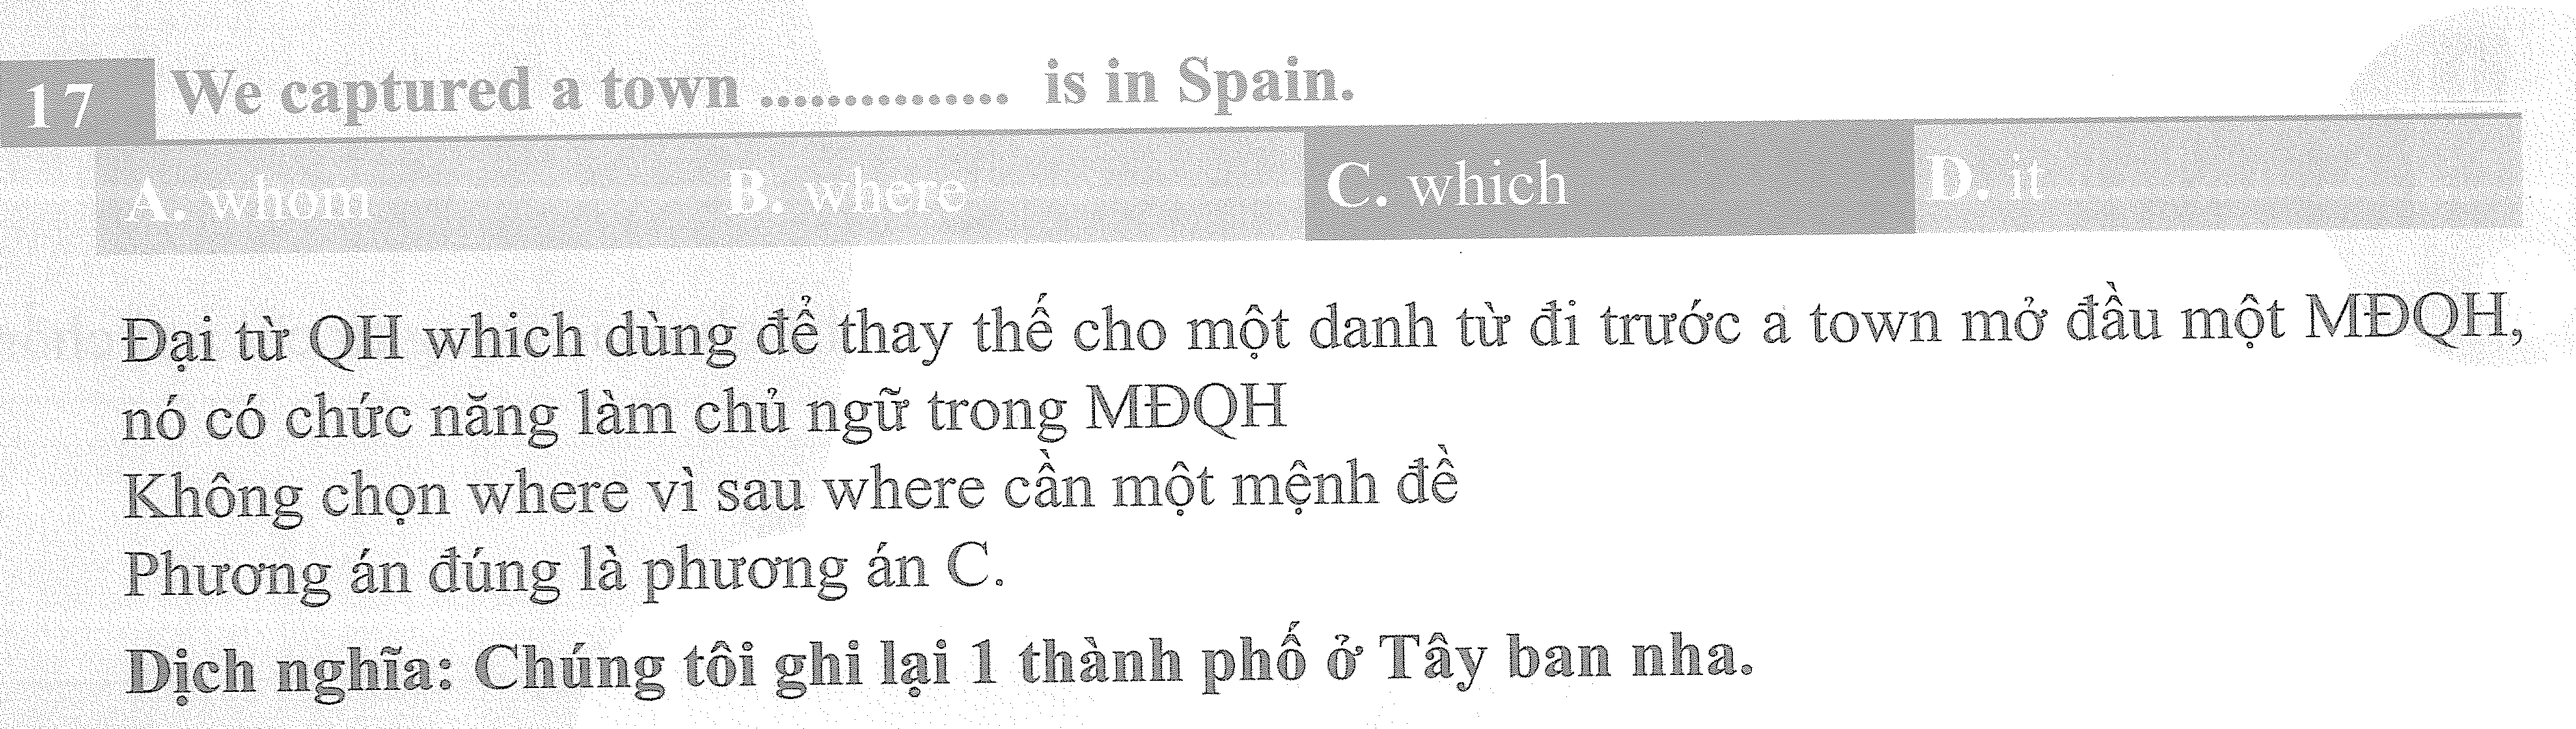 17 We captured a town .............. is in Spain.
A. whom B. where C. which D. it
Đại từ QH which dùng để thay thế cho một danh từ đi trước a town mở đầu một MĐQH,
nó có chức năng làm chủ ngữ trong MĐQH
Không chọn where vì sau where cần một mệnh đề
Phương án đúng là phương án C.
Dịch nghĩa: Chúng tôi ghi lại 1 thành phố ở Tây ban nha.